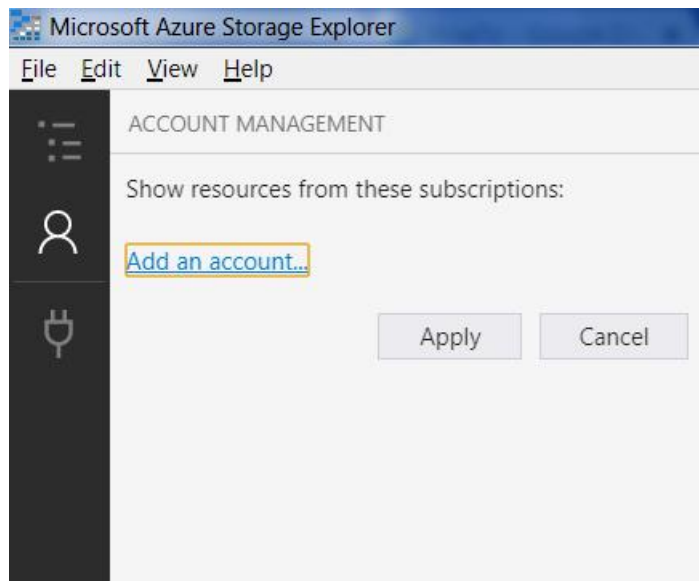 Microsoft Azure Storage Explorer
File Edit View Help
ACCOUNT MANAGEMENT
Show resources from these subscriptions:
Add an account...
Apply Cancel